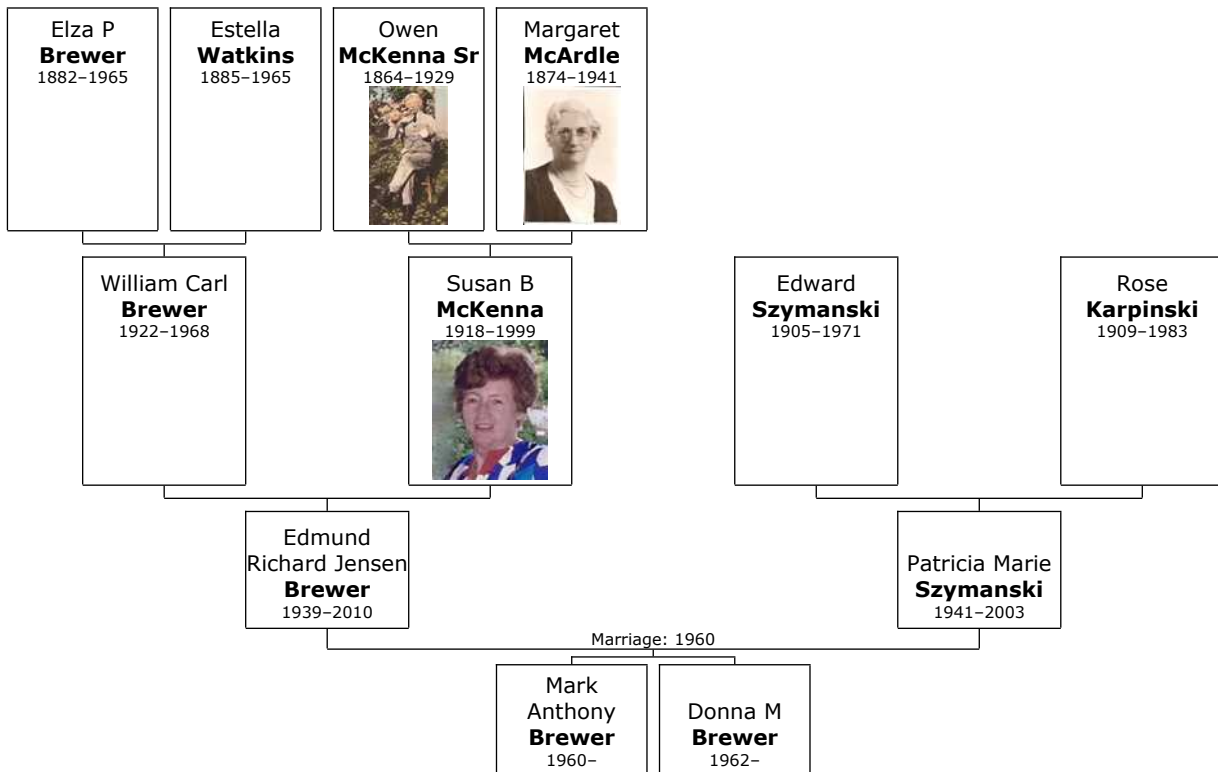 Elza P
Brewer
1882–1965
Estella
Watkins
1885–1965
Owen
McKenna Sr
1864–1929
Margaret
McArdle
1874–1941
William Carl
Brewer
1922–1968
Susan B
McKenna
1918–1999
Edward
Szymanski
1905–1971
Rose
Karpinski
1909–1983
Edmund
Richard Jensen
Brewer
1939–2010
Patricia Marie
Szymanski
1941–2003
Marriage: 1960
Mark
Anthony
Brewer
1960–
Donna M
Brewer
1962–